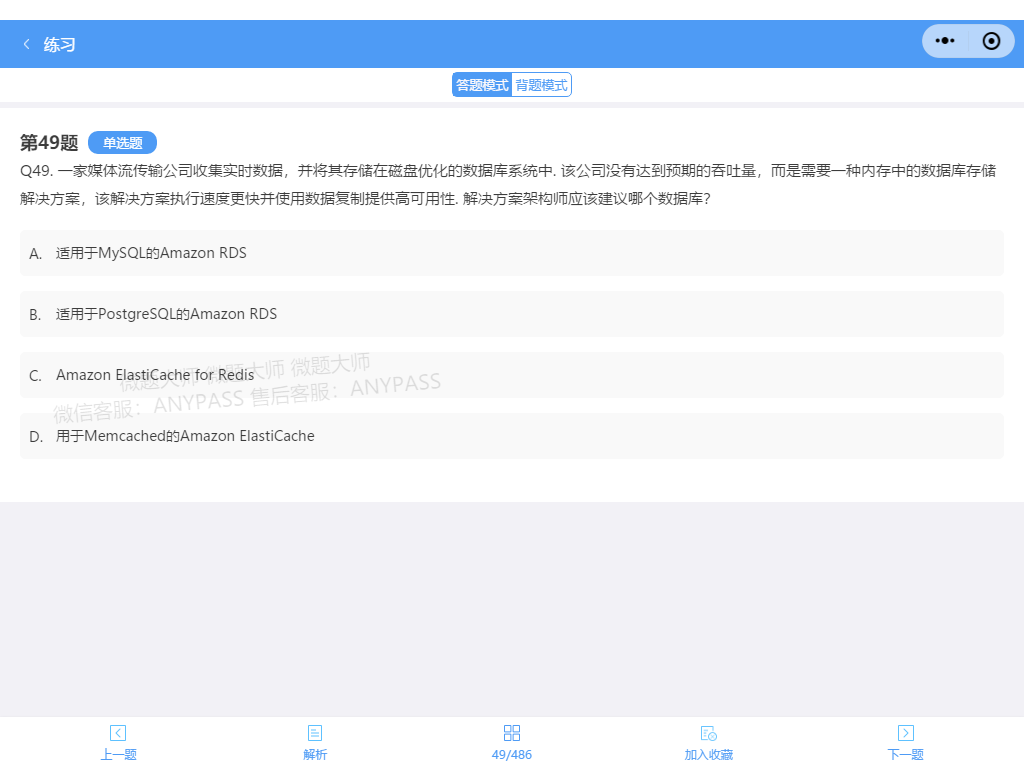 练习
答题模式 背题模式
第49题 单选题
Q49. 一家媒体流传输公司收集实时数据，并将其存储在磁盘优化的数据库系统中. 该公司没有达到预期的吞吐量，而是需要一种内存中的数据库存储
解决方案，该解决方案执行速度更快并使用数据复制提供高可用性. 解决方案架构师应该建议哪个数据库?
A. 适用于MySQL的Amazon RDS
B. 适用于PostgreSQL的Amazon RDS
C. Amazon ElastiCache for Redis
微题大师 微题大师 微题大师
微信客服：ANYPASS 售后客服：ANYPASS
D. 用于Memcached的Amazon ElastiCache
上一题 解析 49/486 加入收藏 下一题